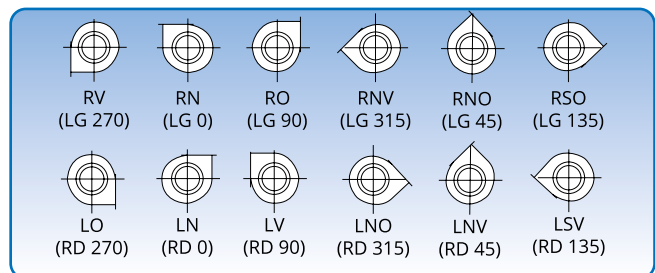 RV RN RO RNV RNO RSO
(LG 270) (LG 0) (LG 90) (LG 315) (LG 45) (LG 135)
LO LN LV LNO LNV LSV
(RD 270) (RD 0) (RD 90) (RD 315) (RD 45) (RD 135)